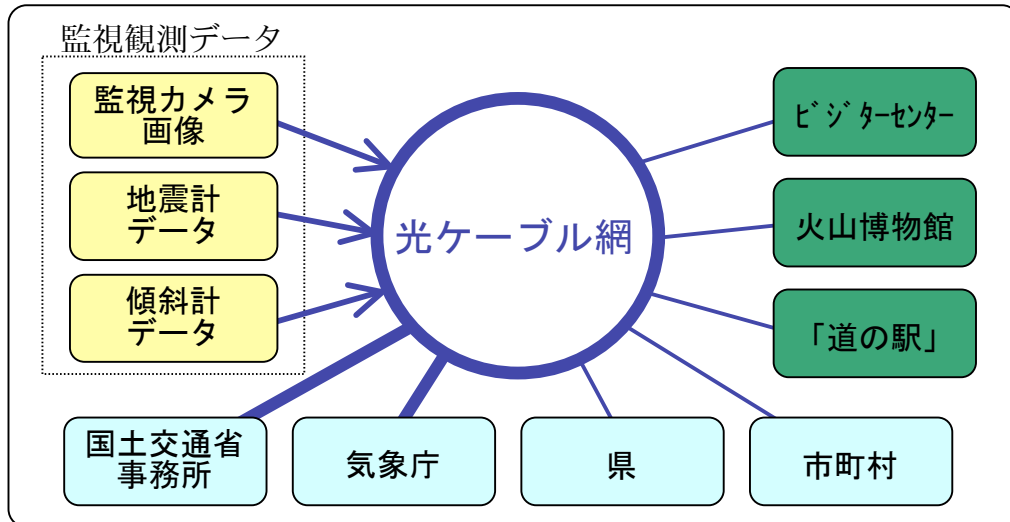 監視観測データ
監視カメラ
画像
地震計
データ
傾斜計
データ
光ケーブル網
ﾋﾞｼﾞﾀｰｾﾝﾀｰ
火山博物館
「道の駅」
国土交通省
事務所
気象庁
県
市町村